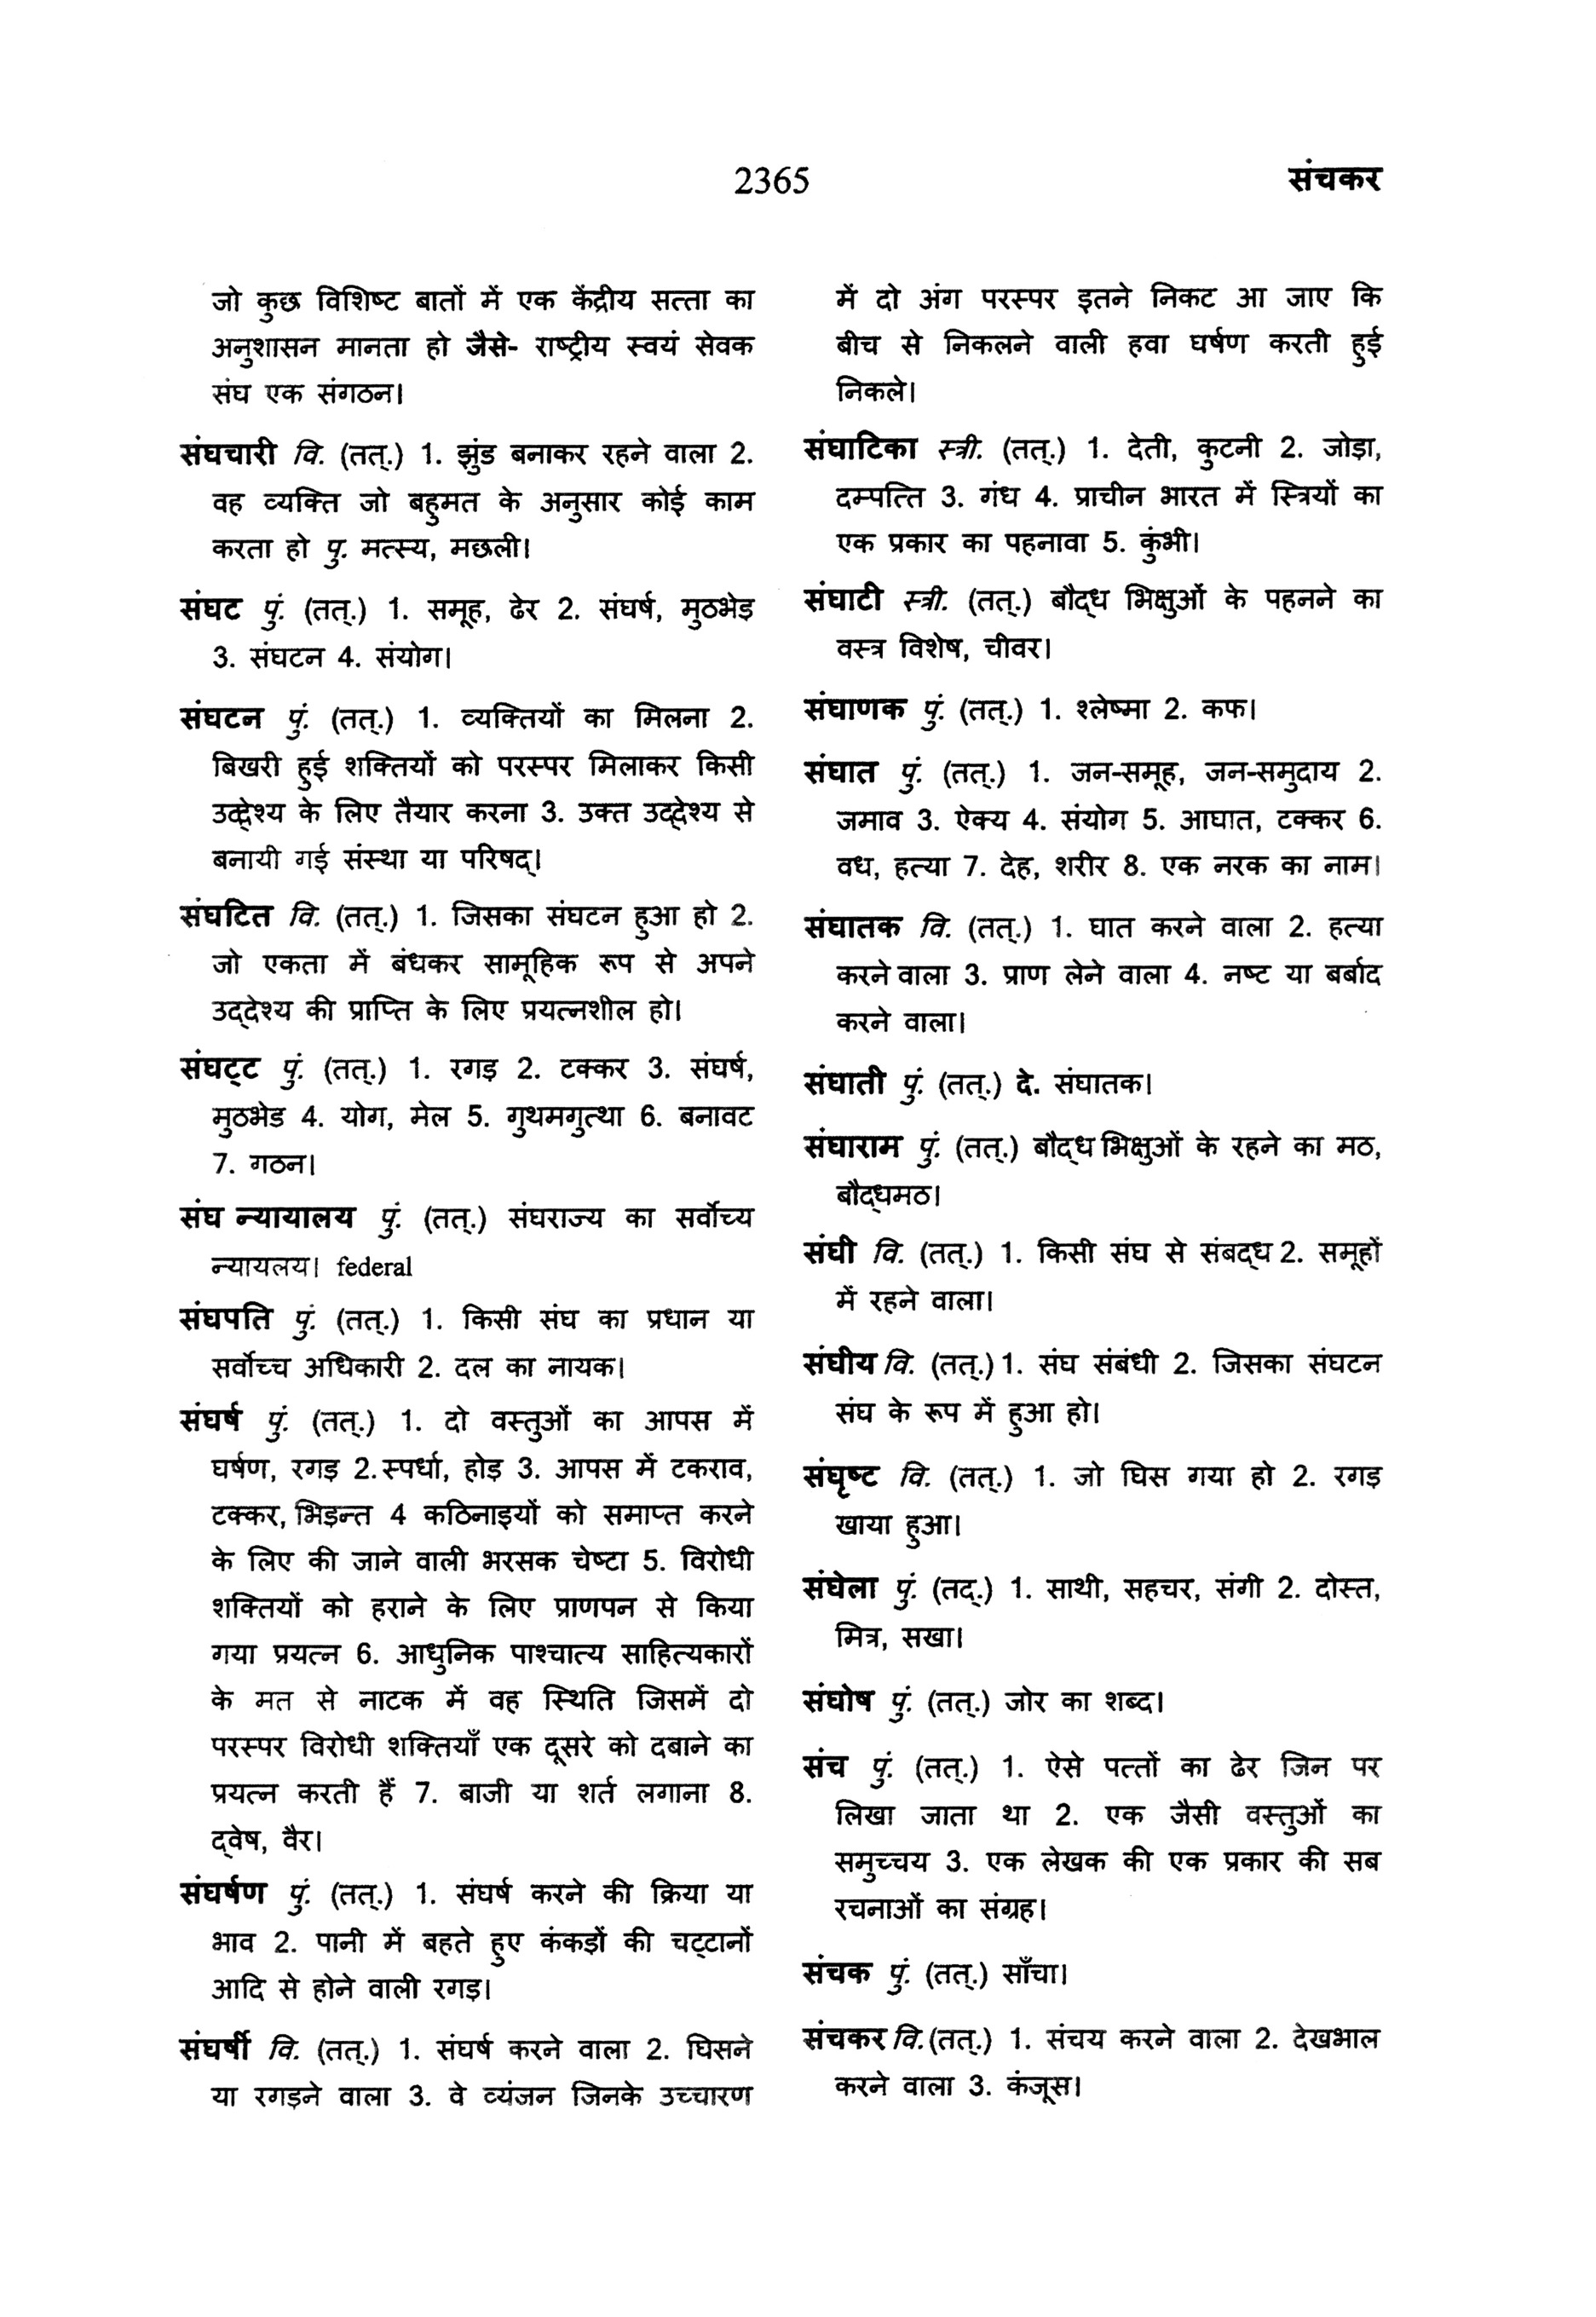 2365
संचकर
जो कुछ विशिष्ट बातों में एक केंद्रीय सत्ता का
अनुशासन मानता हो जैसे- राष्ट्रीय स्वयं सेवक
संघ एक संगठन।
संघचारी वि. (तत्.) 1. झुंड बनाकर रहने वाला 2.
वह व्यक्ति जो बहुमत के अनुसार कोई काम
करता हो पु. मत्स्य, मछली।
संघट पुं. (तत्.) 1. समूह, ढेर 2. संघर्ष, मुठभेड़
3. संघटन 4. संयोग।
संघटन पुं. (तत्.) 1. व्यक्तियों का मिलना 2.
बिखरी हुई शक्तियों को परस्पर मिलाकर किसी
उद्देश्य के लिए तैयार करना 3. उक्त उद्देश्य से
बनायी गई संस्था या परिषद्।
संघटित वि. (तत्.) 1. जिसका संघटन हुआ हो 2.
जो एकता में बंधकर सामूहिक रूप से अपने
उद्देश्य की प्राप्ति के लिए प्रयत्नशील हो।
संघट्ट पुं. (तत्.) 1. रगड़ 2. टक्कर 3. संघर्ष,
मुठभेड 4. योग, मेल 5. गुथमगुत्था 6. बनावट
7. गठन।
संघ न्यायालय पुं. (तत्.) संघराज्य का सर्वोच्य
न्यायलय। federal
संघपति पुं. (तत्.) 1. किसी संघ का प्रधान या
सर्वोच्च अधिकारी 2. दल का नायक।
संघर्ष पुं. (तत्.) 1. दो वस्तुओं का आपस में
घर्षण, रगड़ 2. स्पर्धा, होड़ 3. आपस में टकराव,
टक्कर, भिड़न्त 4 कठिनाइयों को समाप्त करने
के लिए की जाने वाली भरसक चेष्टा 5. विरोधी
शक्तियों को हराने के लिए प्राणपन से किया
गया प्रयत्न 6. आधुनिक पाश्चात्य साहित्यकारों
के मत से नाटक में वह स्थिति जिसमें दो
परस्पर विरोधी शक्तियाँ एक दूसरे को दबाने का
प्रयत्न करती हैं 7. बाजी या शर्त लगाना 8.
द्वेष, वैर।
संघर्षण पुं. (तत्.) 1. संघर्ष करने की क्रिया या
भाव 2. पानी में बहते हुए कंकड़ों की चट्टानों
आदि से होने वाली रगड़।
संघर्षी वि. (तत्.) 1. संघर्ष करने वाला 2. घिसने
या रगड़ने वाला 3. वे व्यंजन जिनके उच्चारण
में दो अंग परस्पर इतने निकट आ जाए कि
बीच से निकलने वाली हवा घर्षण करती हुई
निकले।
संघाटिका स्त्री. (तत्.) 1. देती, कुटनी 2. जोड़ा,
दम्पत्ति 3. गंध 4. प्राचीन भारत में स्त्रियों का
एक प्रकार का पहनावा 5. कुंभी।
संघाटी स्त्री. (तत्.) बौद्ध भिक्षुओं के पहनने का
वस्त्र विशेष, चीवर।
संघाणक पुं. (तत्.) 1. श्लेष्मा 2. कफ।
संघात पुं. (तत्.) 1. जन-समूह, जन-समुदाय 2.
जमाव 3. ऐक्य 4. संयोग 5. आघात, टक्कर 6.
वध, हत्या 7. देह, शरीर 8. एक नरक का नाम।
संघातक वि. (तत्.) 1. घात करने वाला 2. हत्या
करने वाला 3. प्राण लेने वाला 4. नष्ट या बर्बाद
करने वाला।
संघाती पुं. (तत्.) दे. संघातक।
संघाराम पुं. (तत्.) बौद्ध भिक्षुओं के रहने का मठ,
बौद्धमठ।
संघी वि. (तत्.) 1. किसी संघ से संबद्ध 2. समूहों
में रहने वाला।
संघीय वि. (तत्.) 1. संघ संबंधी 2. जिसका संघटन
संघ के रूप में हुआ हो।
संघृष्ट वि. (तत्.) 1. जो घिस गया हो 2. रगड़
खाया हुआ।
संघेला पुं. (तद्.) 1. साथी, सहचर, संगी 2. दोस्त,
मित्र, सखा।
संघोष पुं. (तत्.) जोर का शब्द।
संच पुं. (तत्.) 1. ऐसे पत्तों का ढेर जिन पर
लिखा जाता था 2. एक जैसी वस्तुओं का
समुच्चय 3. एक लेखक की एक प्रकार की सब
रचनाओं का संग्रह।
संचक पुं. (तत्.) साँचा।
संचकर वि. (तत्.) 1. संचय करने वाला 2. देखभाल
करने वाला 3. कंजूस।